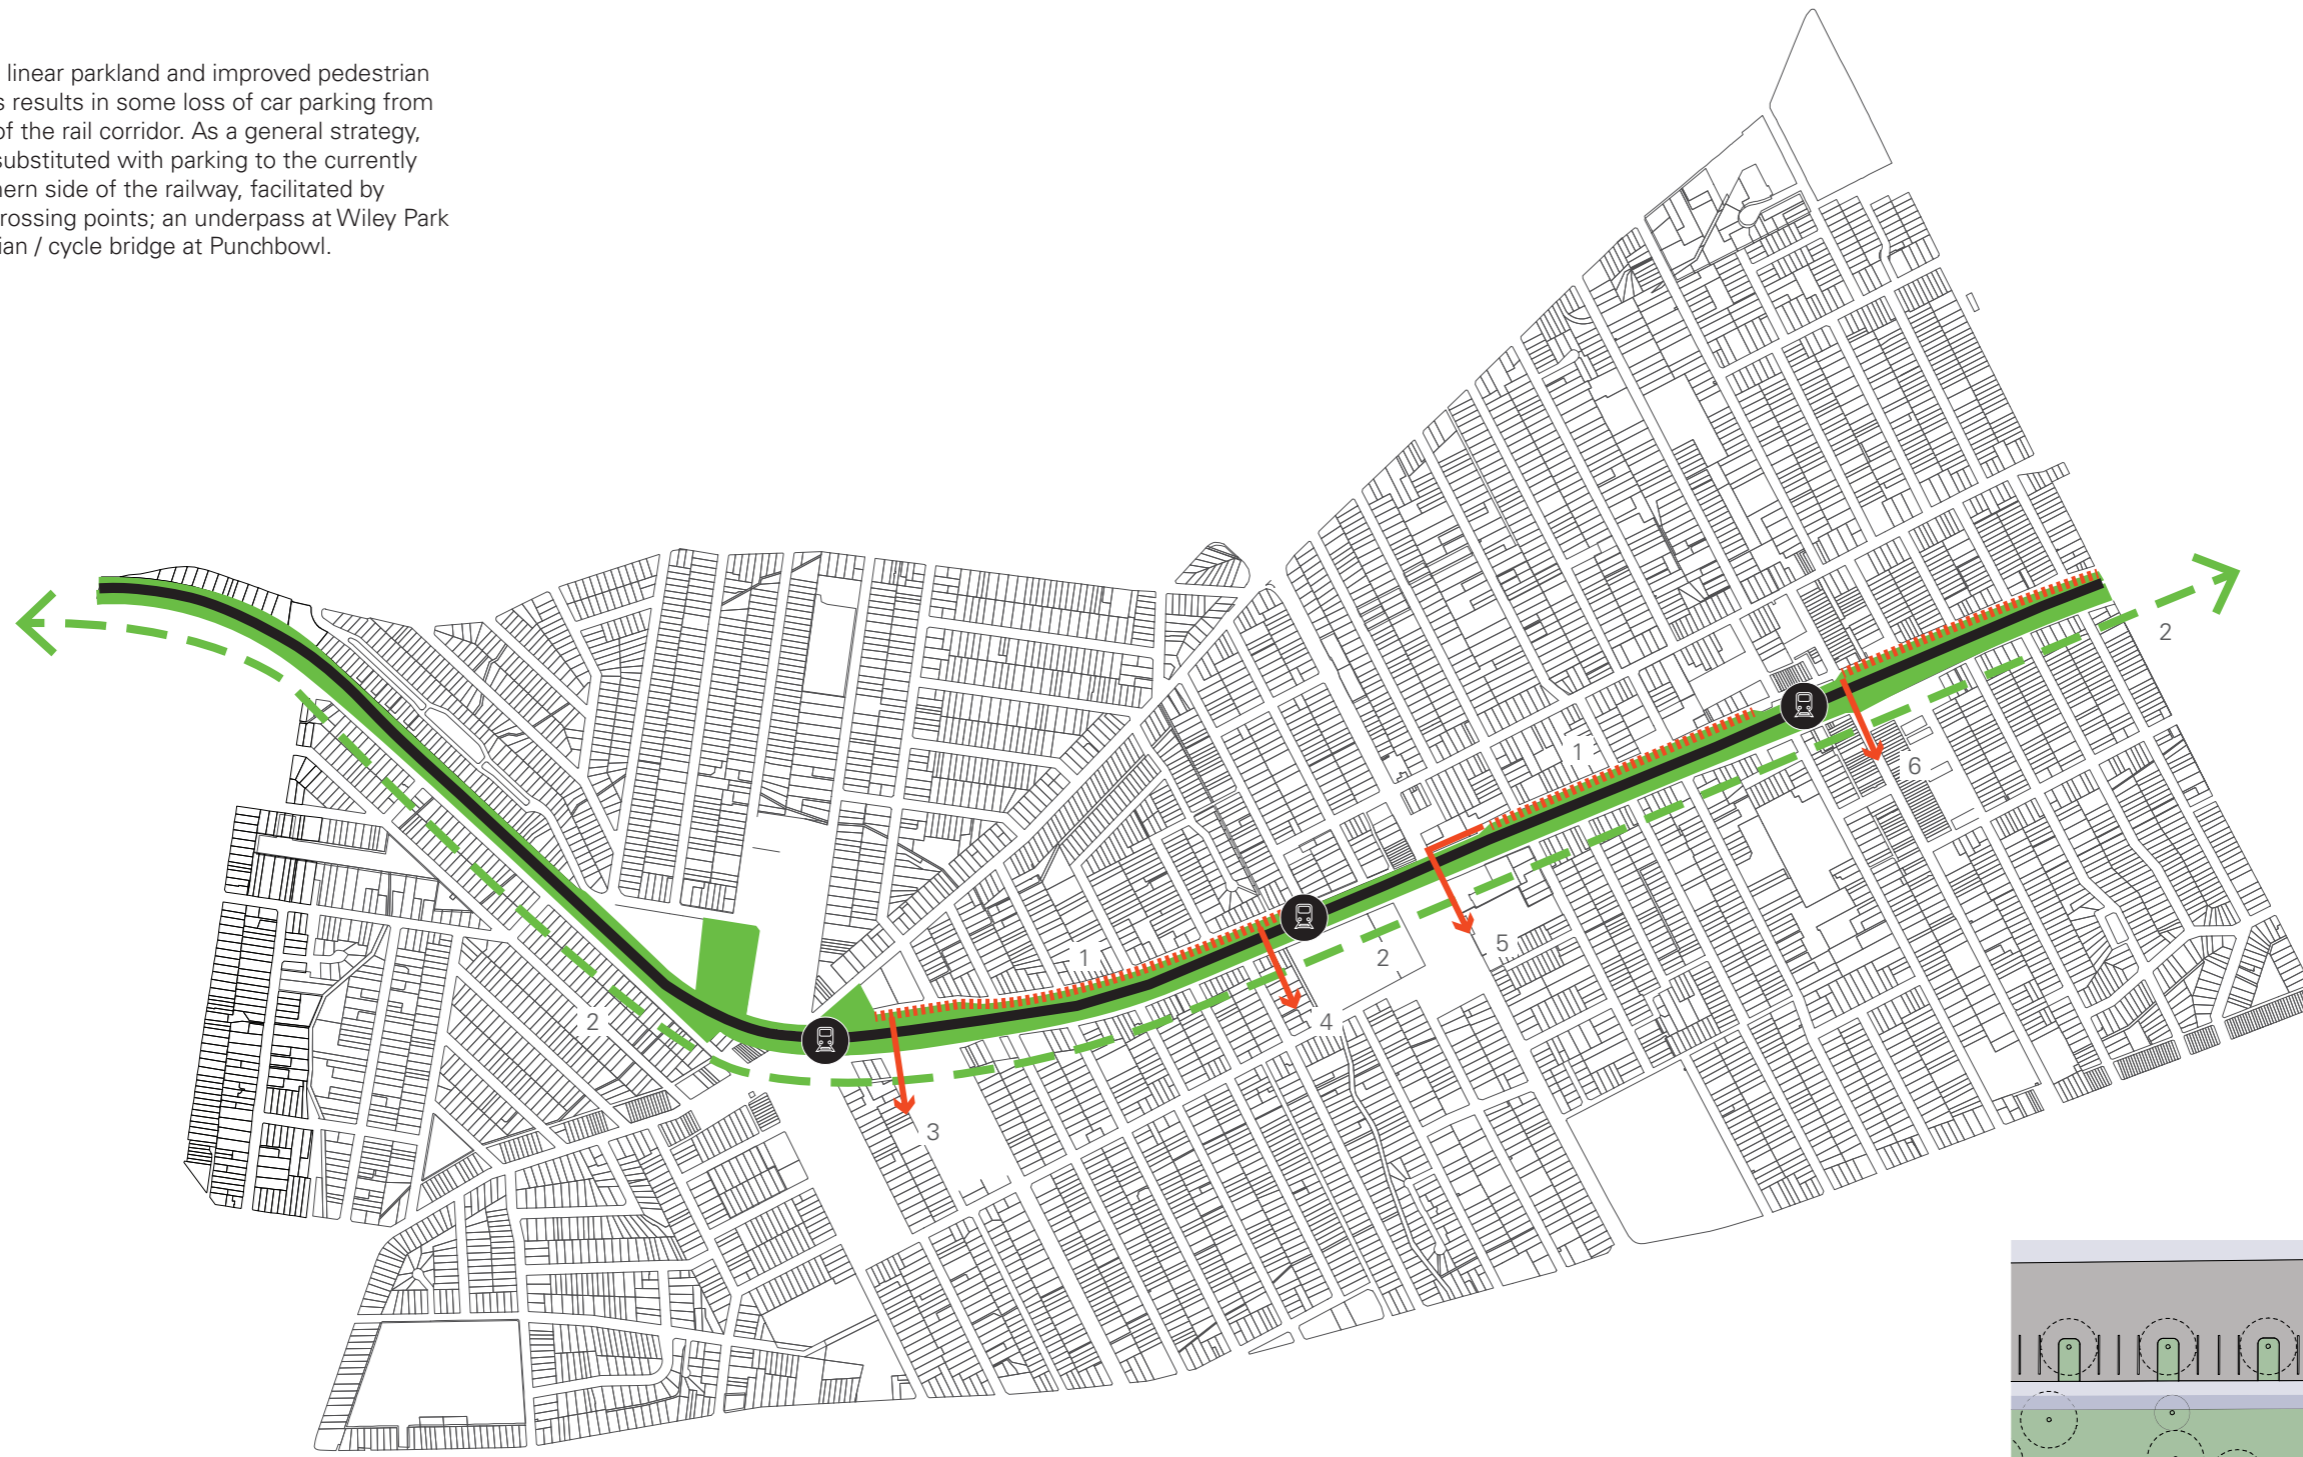 linear parkland and improved pedestrian
s results in some loss of car parking from
of the rail corridor. As a general strategy,
substituted with parking to the currently
ern side of the railway, facilitated by
rossing points; an underpass at Wiley Park
ian / cycle bridge at Punchbowl.
2
1
6
5
1
2
4
2
3